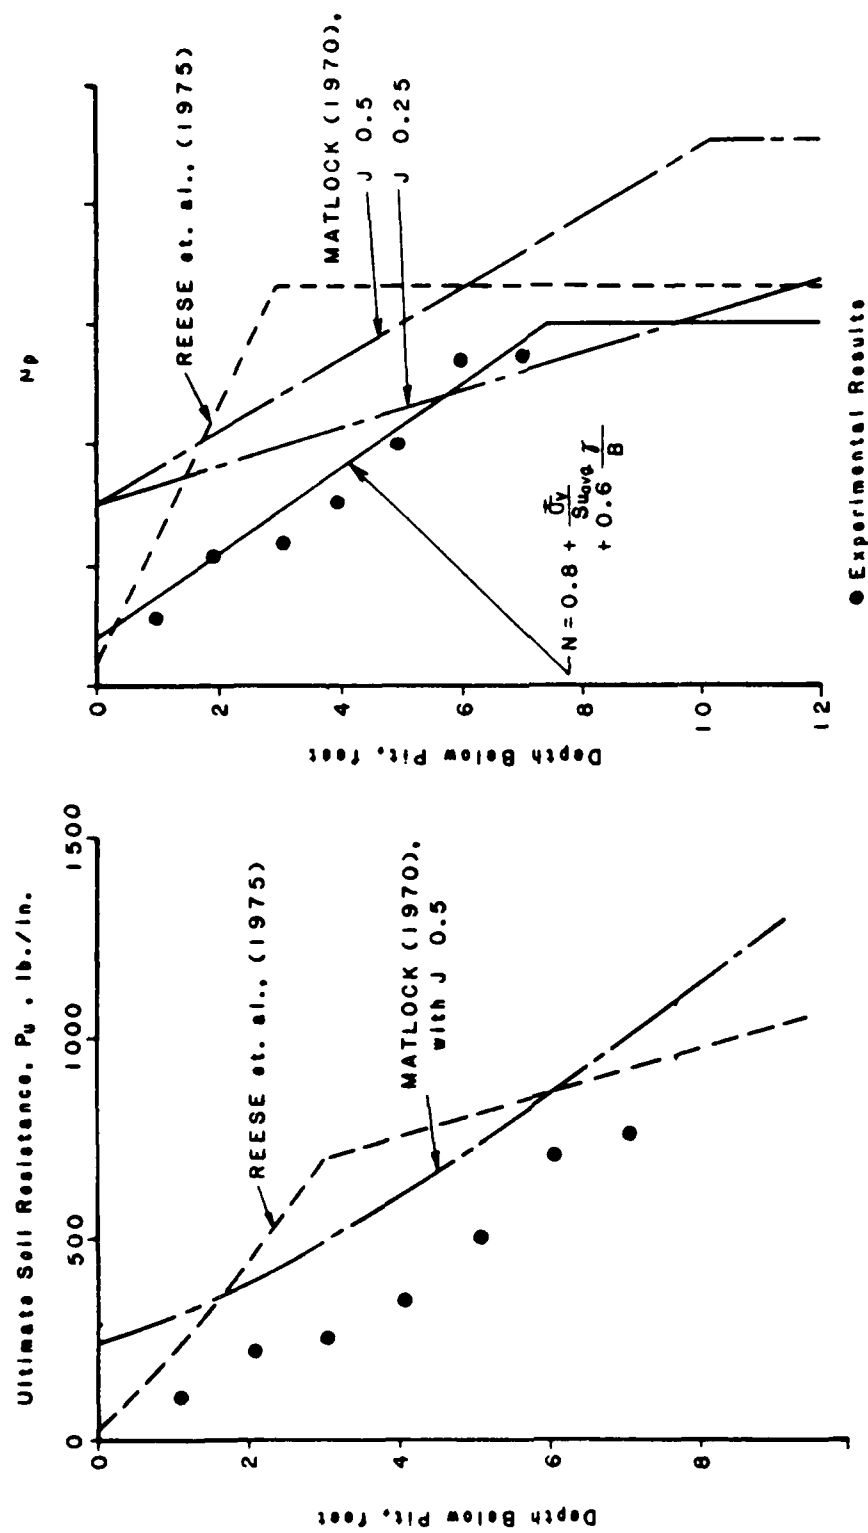 Ultimate Soil Resistance, Pu , lb./in.
0
500
1000
1500
0
2
4
6
8
Depth Below Pit, feet
REESE et. al., (1975)
MATLOCK (1970),
with J 0.5
Np
0
2
4
6
8
10
12
Depth Below Pit, feet
REESE et. al., (1975)
MATLOCK (1970),
J 0.5
J 0.25
N = 0.8 +
+ 0.6
B
● Experimental Results